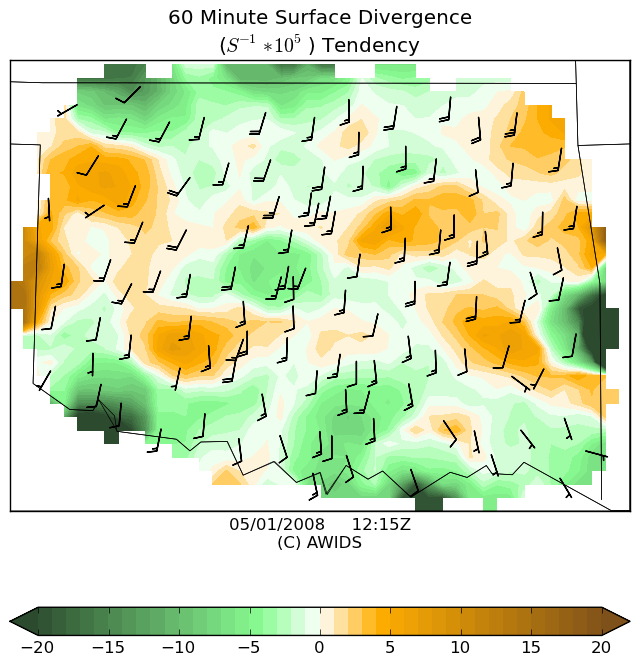 60 Minute Surface Divergence
(S⁻¹ *10⁵ ) Tendency
05/01/2008 12:15Z
(C) AWIDS
−20 −15 −10 −5 0 5 10 15 20